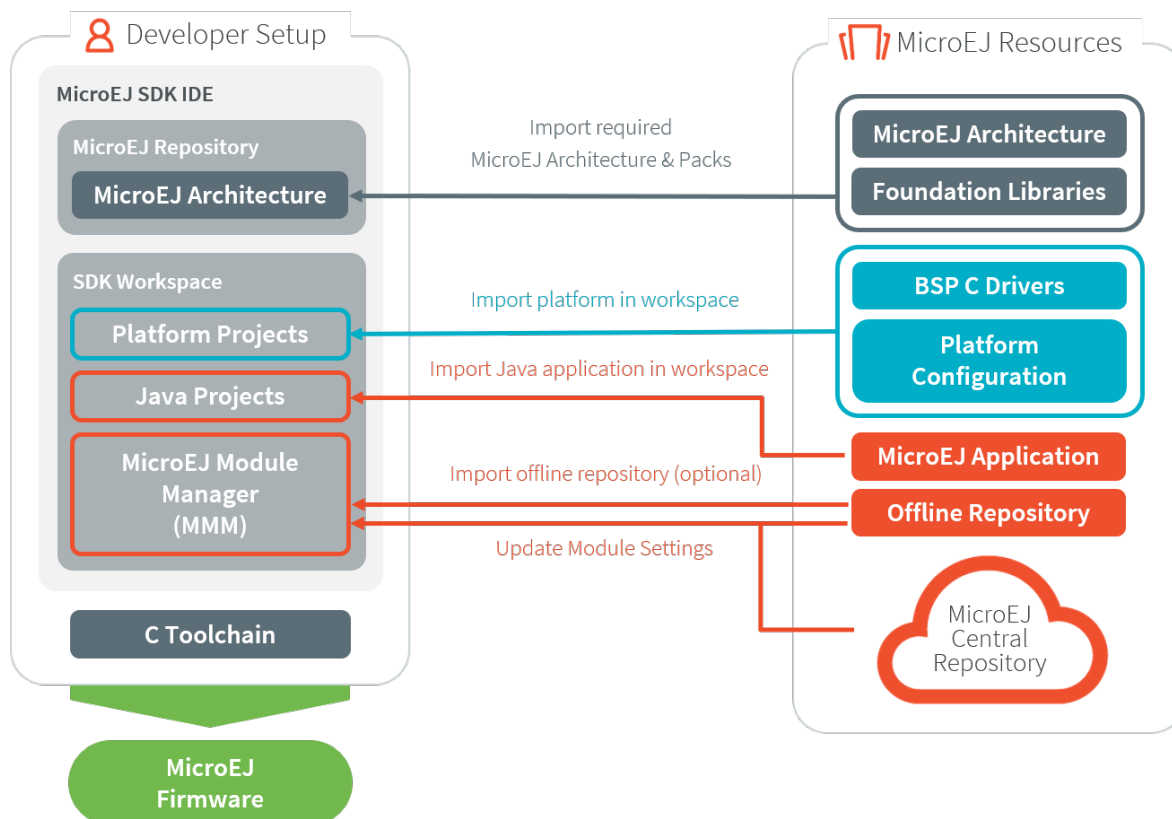 Developer Setup
MicroEJ SDK IDE
MicroEJ Repository
MicroEJ Architecture
SDK Workspace
Platform Projects
Java Projects
MicroEJ Module
Manager
(MMM)
C Toolchain
MicroEJ
Firmware
Import required
MicroEJ Architecture & Packs
Import platform in workspace
Import Java application in workspace
Import offline repository (optional)
Update Module Settings
MicroEJ Resources
MicroEJ Architecture
Foundation Libraries
BSP C Drivers
Platform
Configuration
MicroEJ Application
Offline Repository
MicroEJ
Central
Repository